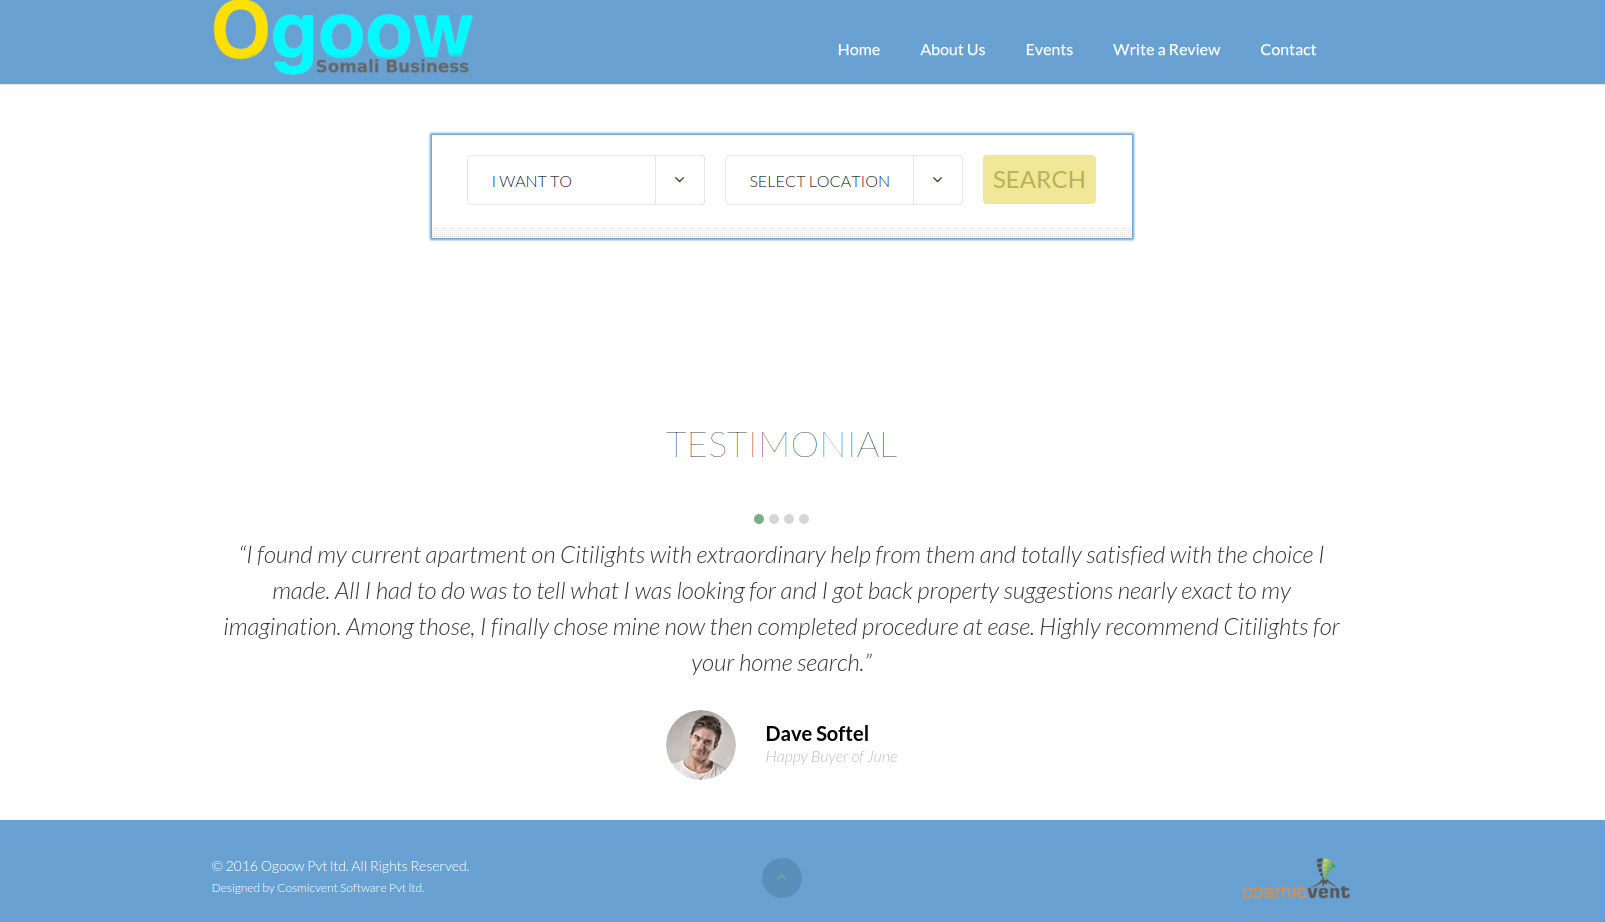 Ogoow
Somali Business
Home
About Us
Events
Write a Review
Contact
I WANT TO
SELECT LOCATION
SEARCH
TESTIMONIAL
“I found my current apartment on Citilights with extraordinary help from them and totally satisfied with the choice I
made. All I had to do was to tell what I was looking for and I got back property suggestions nearly exact to my
imagination. Among those, I finally chose mine now then completed procedure at ease. Highly recommend Citilights for
your home search.”
Dave Softel
Happy Buyer of June
© 2016 Ogoow Pvt ltd. All Rights Reserved.
Designed by Cosmicvent Software Pvt ltd.
cosmicvent